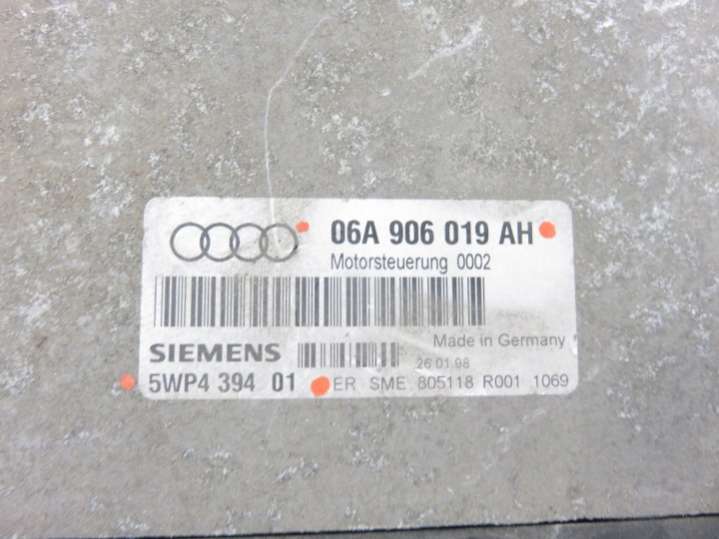 06A 906 019 AH
Motorsteuerung 0002
Made in Germany
SIEMENS
26.01.98
5WP4 394 01 ER SME 805118 R001 1069